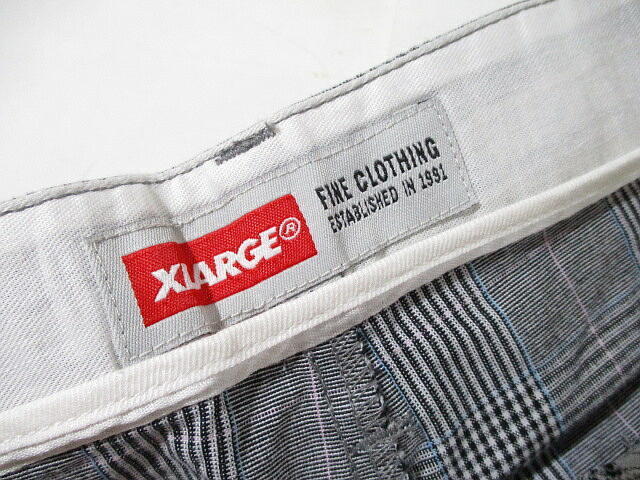 XLARGE®
FINE CLOTHING
ESTABLISHED IN 1991